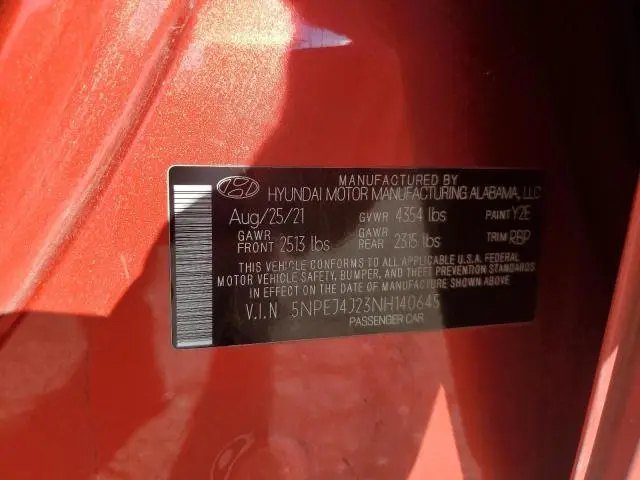 MANUFACTURED BY
HYUNDAI MOTOR MANUFACTURING ALABAMA, LLC
Aug/25/21 GVWR 4354 lbs PAINT Y2E
GAWR FRONT 2513 lbs GAWR REAR 2315 lbs TRIM RBP
THIS VEHICLE CONFORMS TO ALL APPLICABLE U.S.A. FEDERAL
MOTOR VEHICLE SAFETY, BUMPER, AND THEFT PREVENTION STANDARDS
IN EFFECT ON THE DATE OF MANUFACTURE SHOWN ABOVE
V.I.N 5NPEJ4J23NH140645
PASSENGER CAR